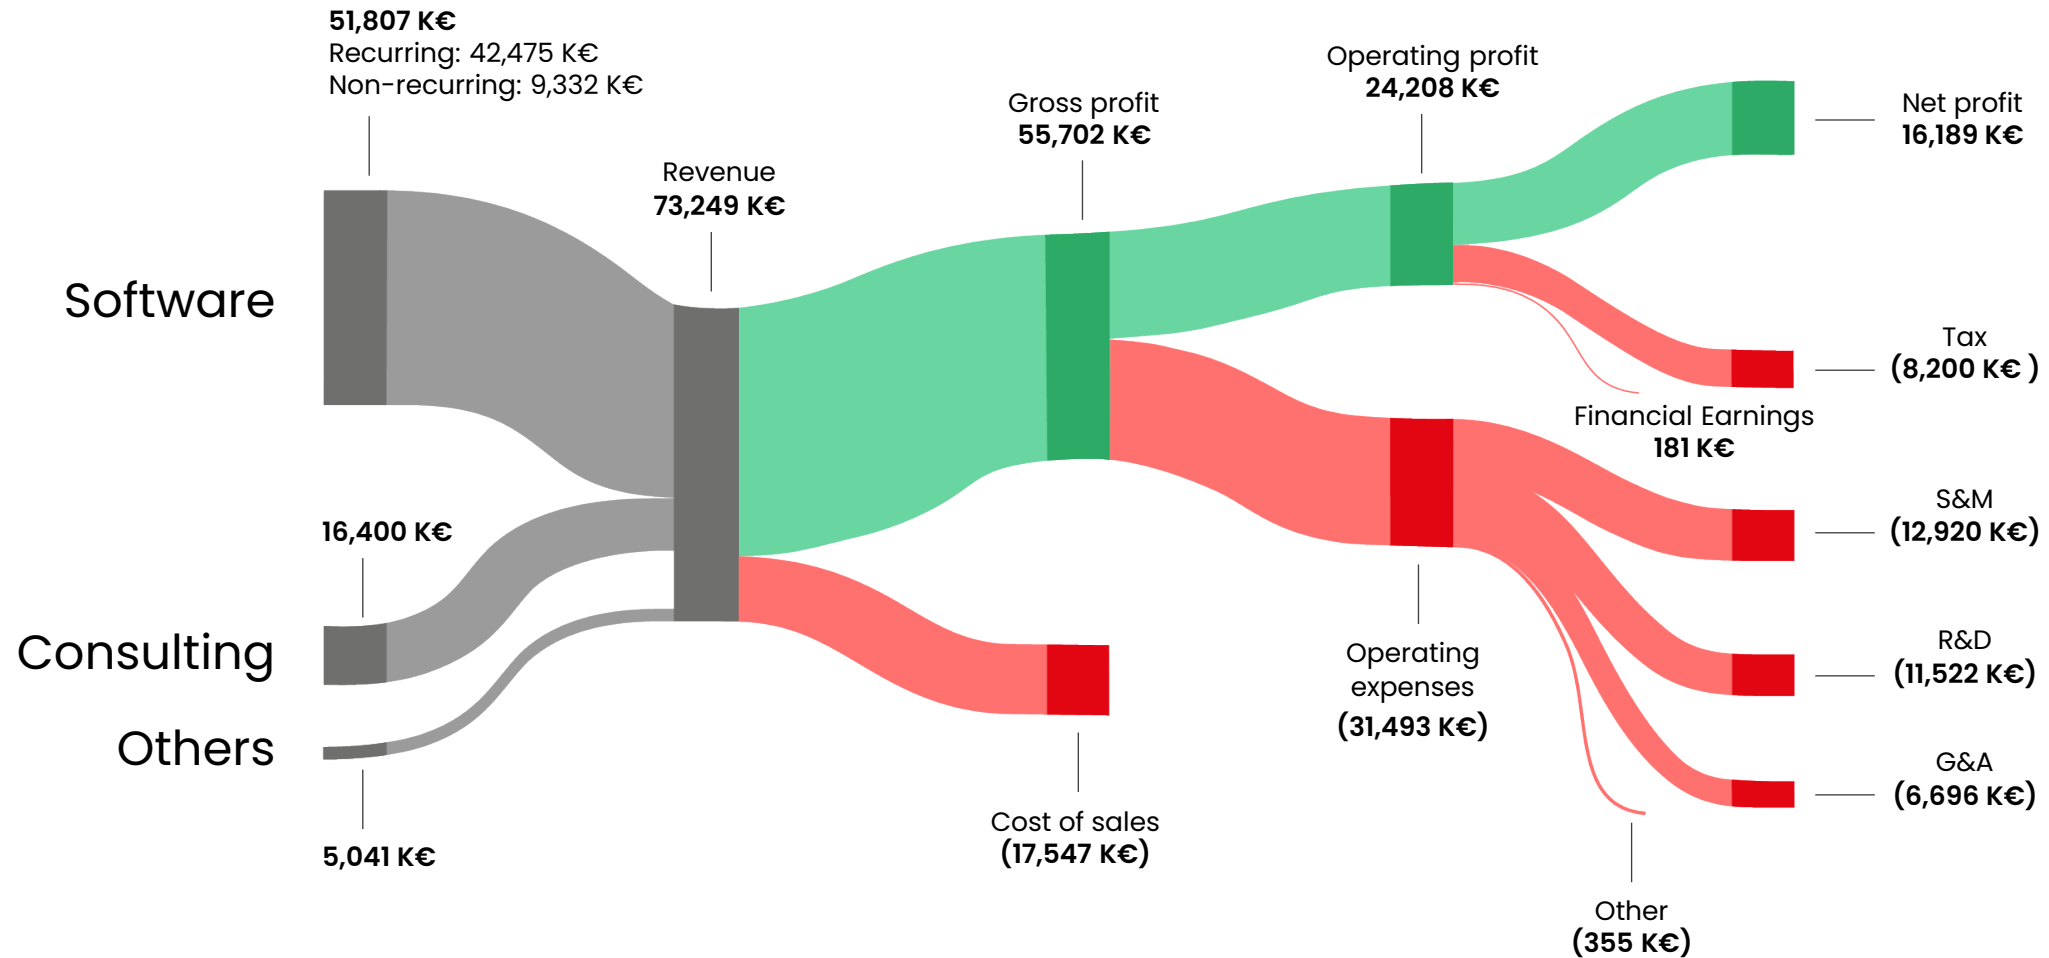 51,807 K€
Recurring: 42,475 K€
Non-recurring: 9,332 K€
Software
16,400 K€
Consulting
Others
5,041 K€
Revenue
73,249 K€
Gross profit
55,702 K€
Cost of sales
(17,547 K€)
Operating profit
24,208 K€
Operating
expenses
(31,493 K€)
Net profit
16,189 K€
Tax
(8,200 K€ )
Financial Earnings
181 K€
S&M
(12,920 K€)
R&D
(11,522 K€)
G&A
(6,696 K€)
Other
(355 K€)